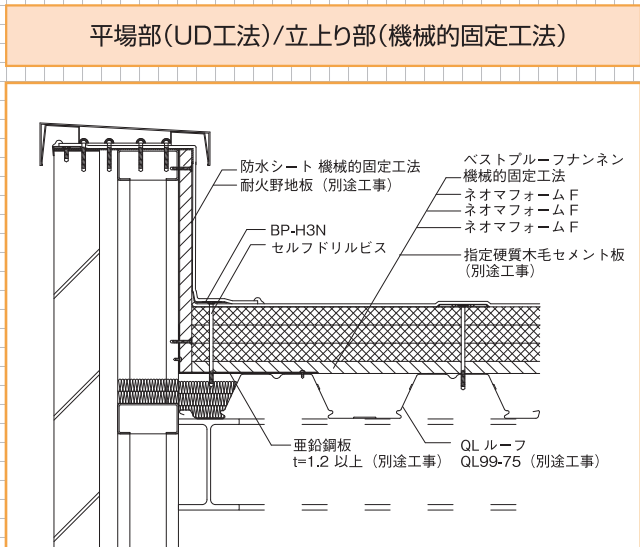 平場部(UD工法)/立上り部(機械的固定工法)
防水シート 機械的固定工法
耐火野地板(別途工事)
BP-H3N
セルフドリルビス
ベストプルーフナンネン
機械的固定工法
ネオマフォーム F
ネオマフォーム F
ネオマフォーム F
指定硬質木毛セメント板
(別途工事)
亜鉛鋼板
t=1.2 以上(別途工事)
QL ルーフ
QL99-75(別途工事)